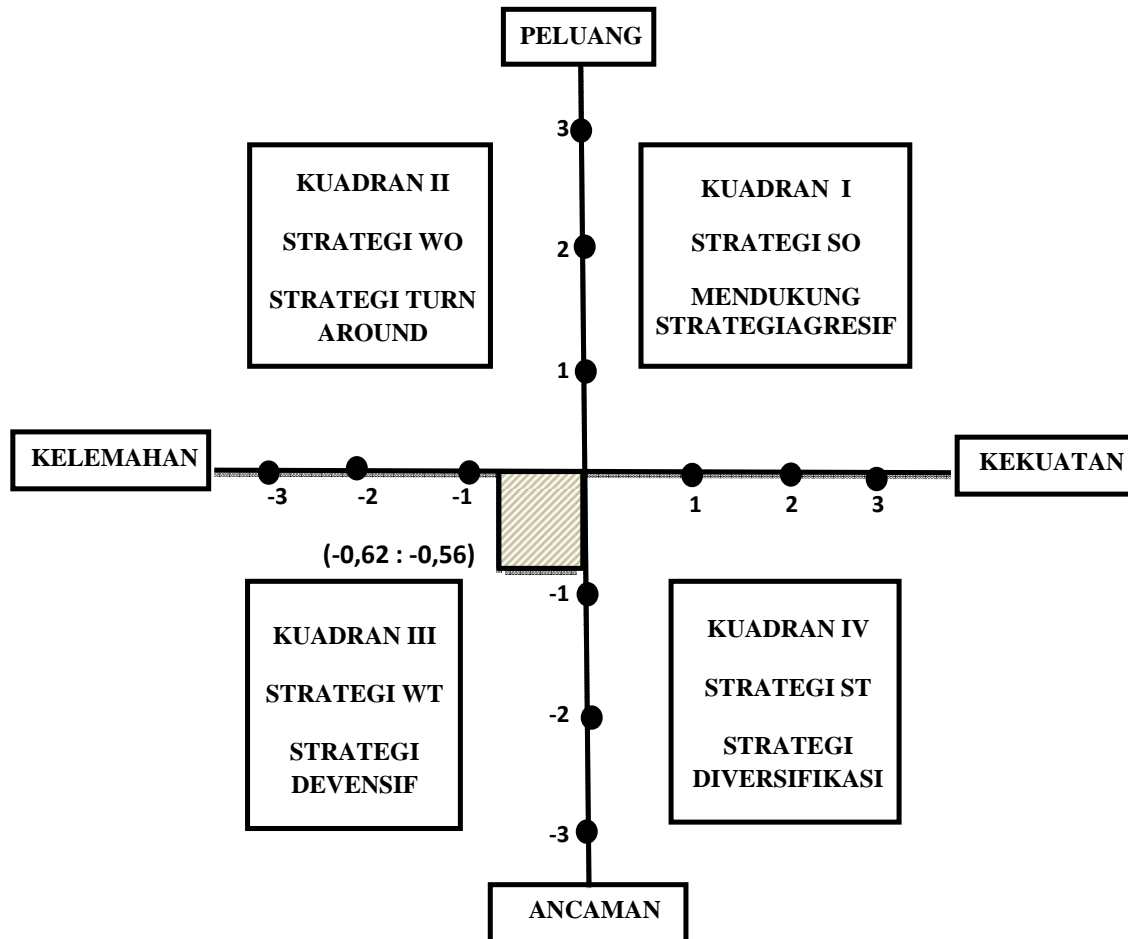 PELUANG
3
KUADRAN II
STRATEGI WO
STRATEGI TURN
AROUND
KUADRAN I
STRATEGI SO
MENDUKUNG
STRATEGIAGRESIF
2
1
KELEMAHAN
KEKUATAN
-3
-2
-1
1
2
3
(-0,62 : -0,56)
-1
KUADRAN III
STRATEGI WT
STRATEGI
DEVENSIF
KUADRAN IV
STRATEGI ST
STRATEGI
DIVERSIFIKASI
-2
-3
ANCAMAN